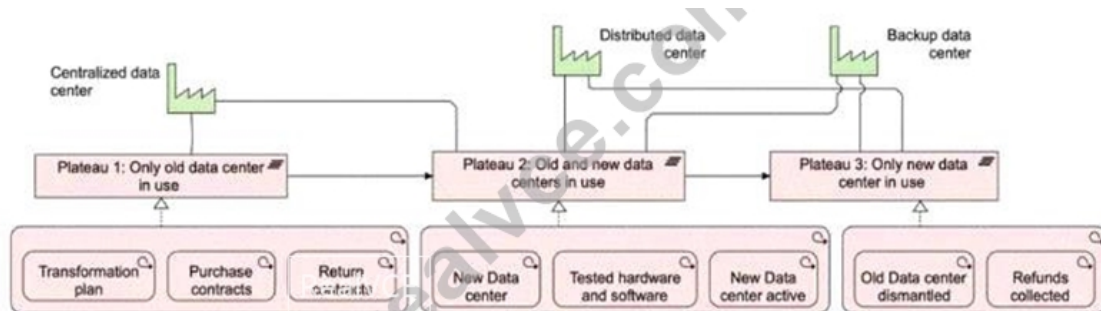 Centralized data
center
Distributed data
center
Backup data
center
Plateau 1: Only old data center
in use
Plateau 2: Old and new data
centers in use
Plateau 3: Only new data
center in use
Transformation
plan
Purchase
contracts
Return
contracts
New Data
center
Tested hardware
and software
New Data
center active
Old Data center
dismantled
Refunds
collected